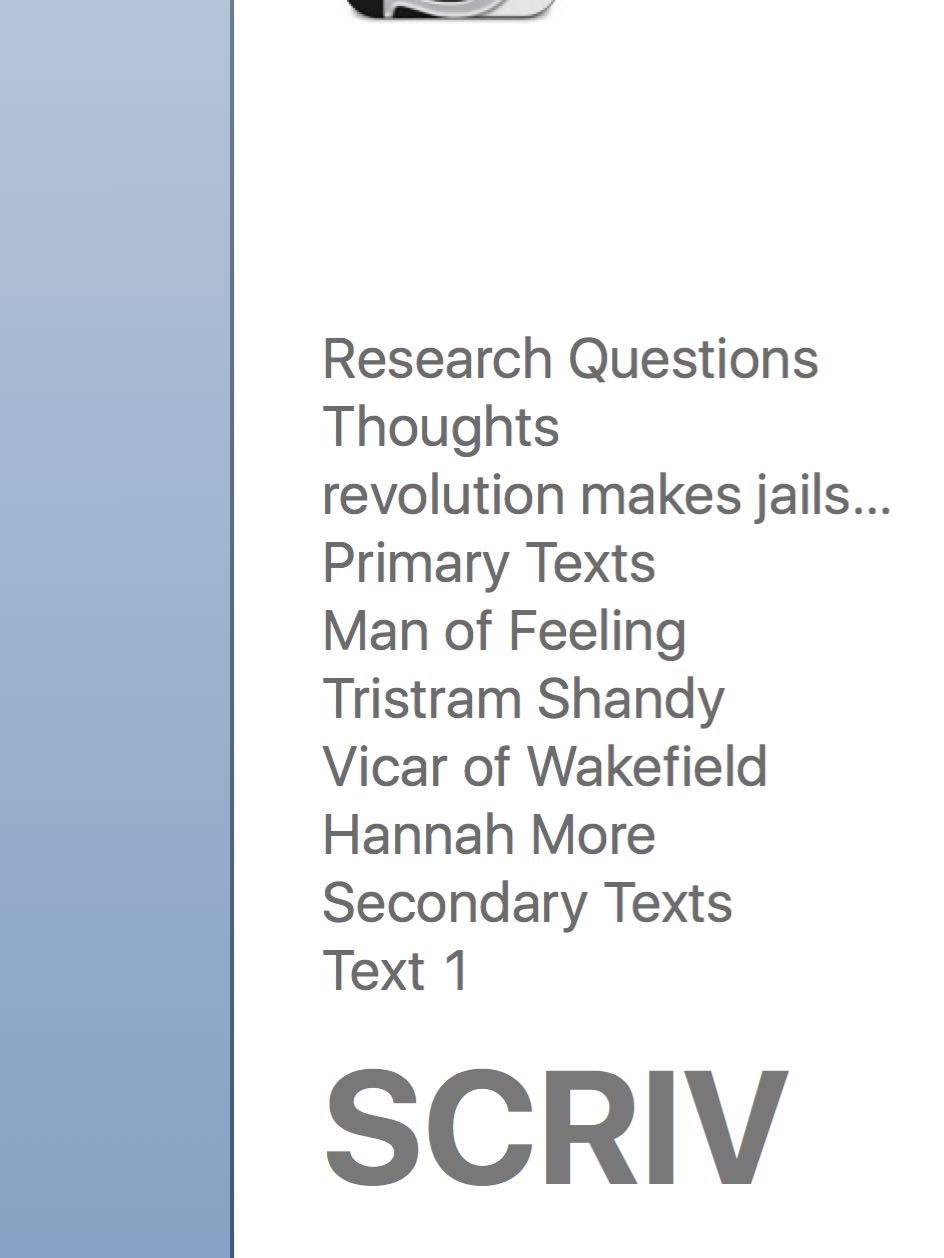 Research Questions
Thoughts
revolution makes jails...
Primary Texts
Man of Feeling
Tristram Shandy
Vicar of Wakefield
Hannah More
Secondary Texts
Text 1
SCRIV